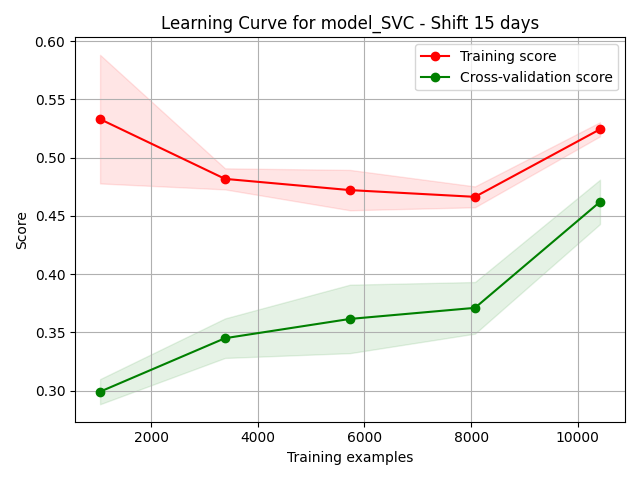 Learning Curve for model_SVC - Shift 15 days
Training score
Cross-validation score
0.60
0.55
0.50
0.45
0.40
0.35
0.30
Score
2000 4000 6000 8000 10000
Training examples